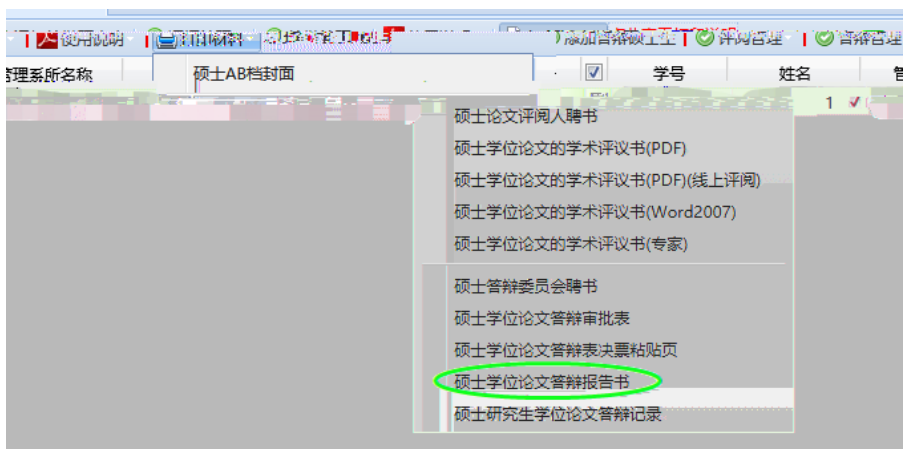 使用说明 打印材料
添加答辩硕士生 评阅管理 答辩管理
管理系所名称 硕士AB档封面 学号 姓名
1
硕士论文评阅人聘书
硕士学位论文的学术评议书(PDF)
硕士学位论文的学术评议书(PDF)(线上评阅)
硕士学位论文的学术评议书(Word2007)
硕士学位论文的学术评议书(专家)
硕士答辩委员会聘书
硕士学位论文答辩审批表
硕士学位论文答辩表决票粘贴页
硕士学位论文答辩报告书
硕士研究生学位论文答辩记录